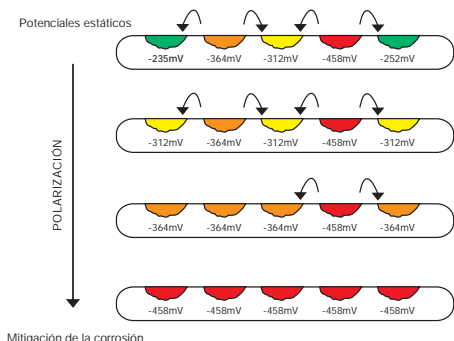 Potenciales estáticos
-235mV -364mV -312mV -458mV -252mV
-312mV -364mV -312mV -458mV -312mV
POLARIZACIÓN
-364mV -364mV -364mV -458mV -364mV
-458mV -458mV -458mV -458mV -458mV
Mitigación de la corrosión